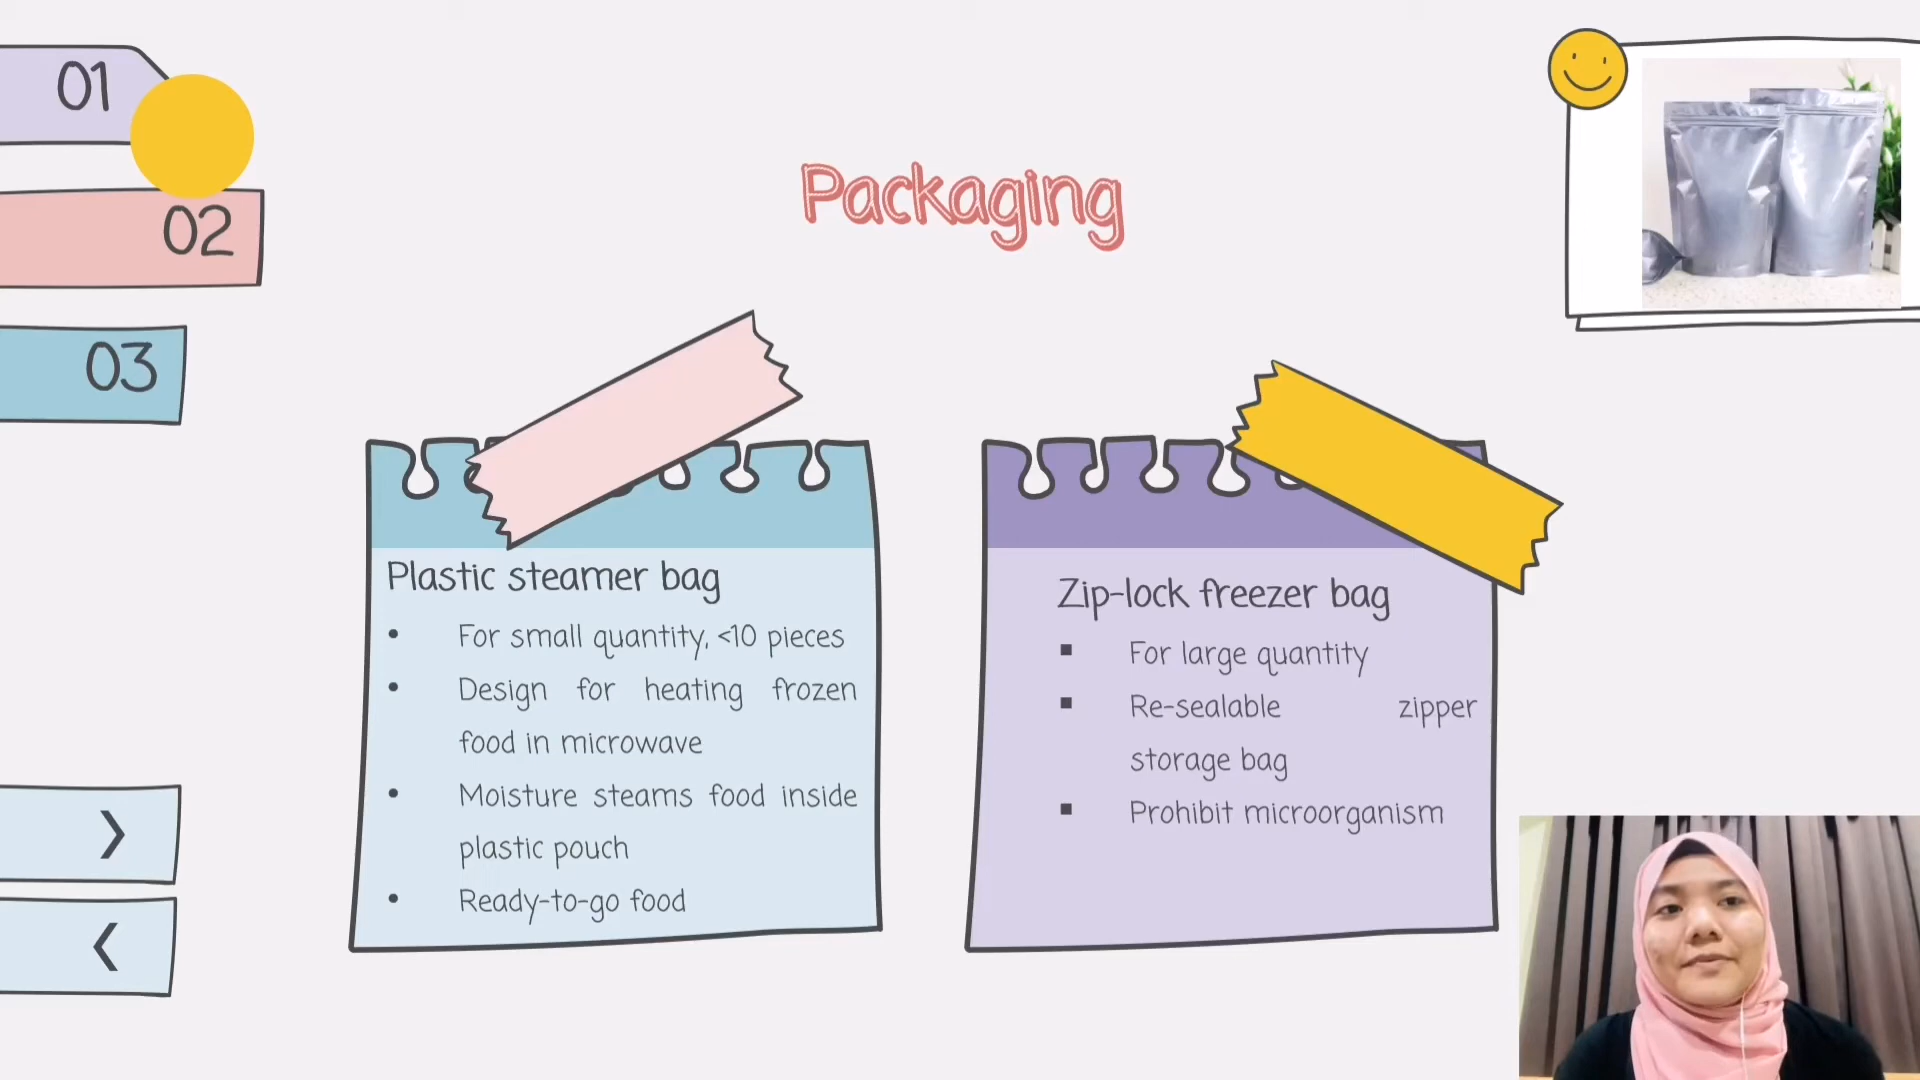 01
02
03
Packaging
Plastic steamer bag
• For small quantity, <10 pieces
• Design for heating frozen
food in microwave
• Moisture steams food inside
plastic pouch
• Ready-to-go food
Zip-lock freezer bag
▪ For large quantity
▪ Re-sealable zipper
storage bag
▪ Prohibit microorganism